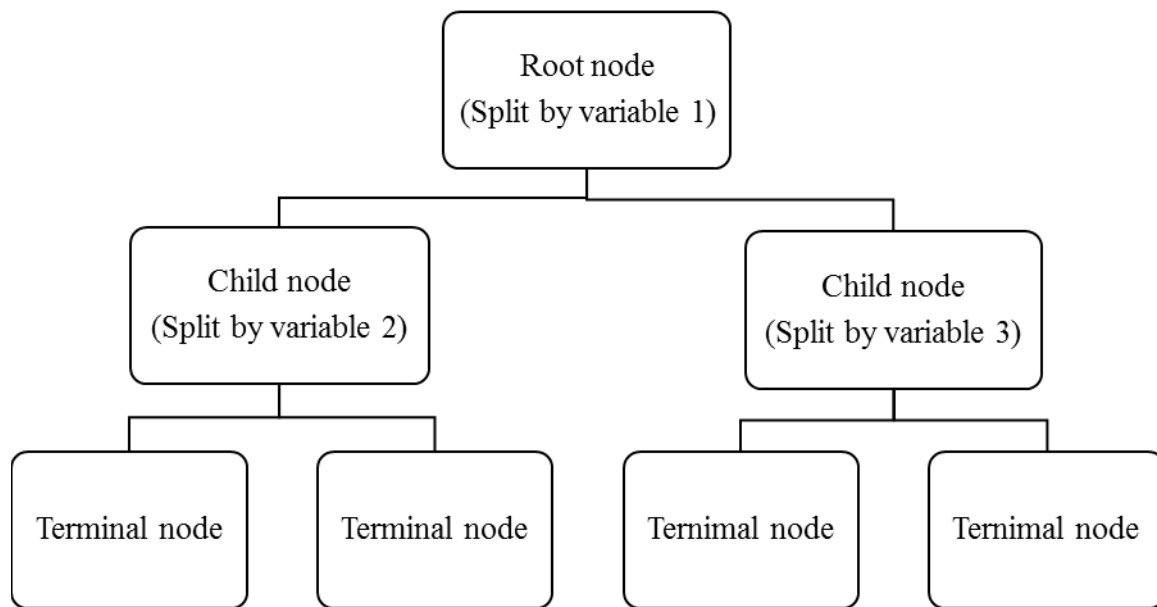 Root node
(Split by variable 1)
Child node
(Split by variable 2)
Child node
(Split by variable 3)
Terminal node
Terminal node
Ternimal node
Ternimal node